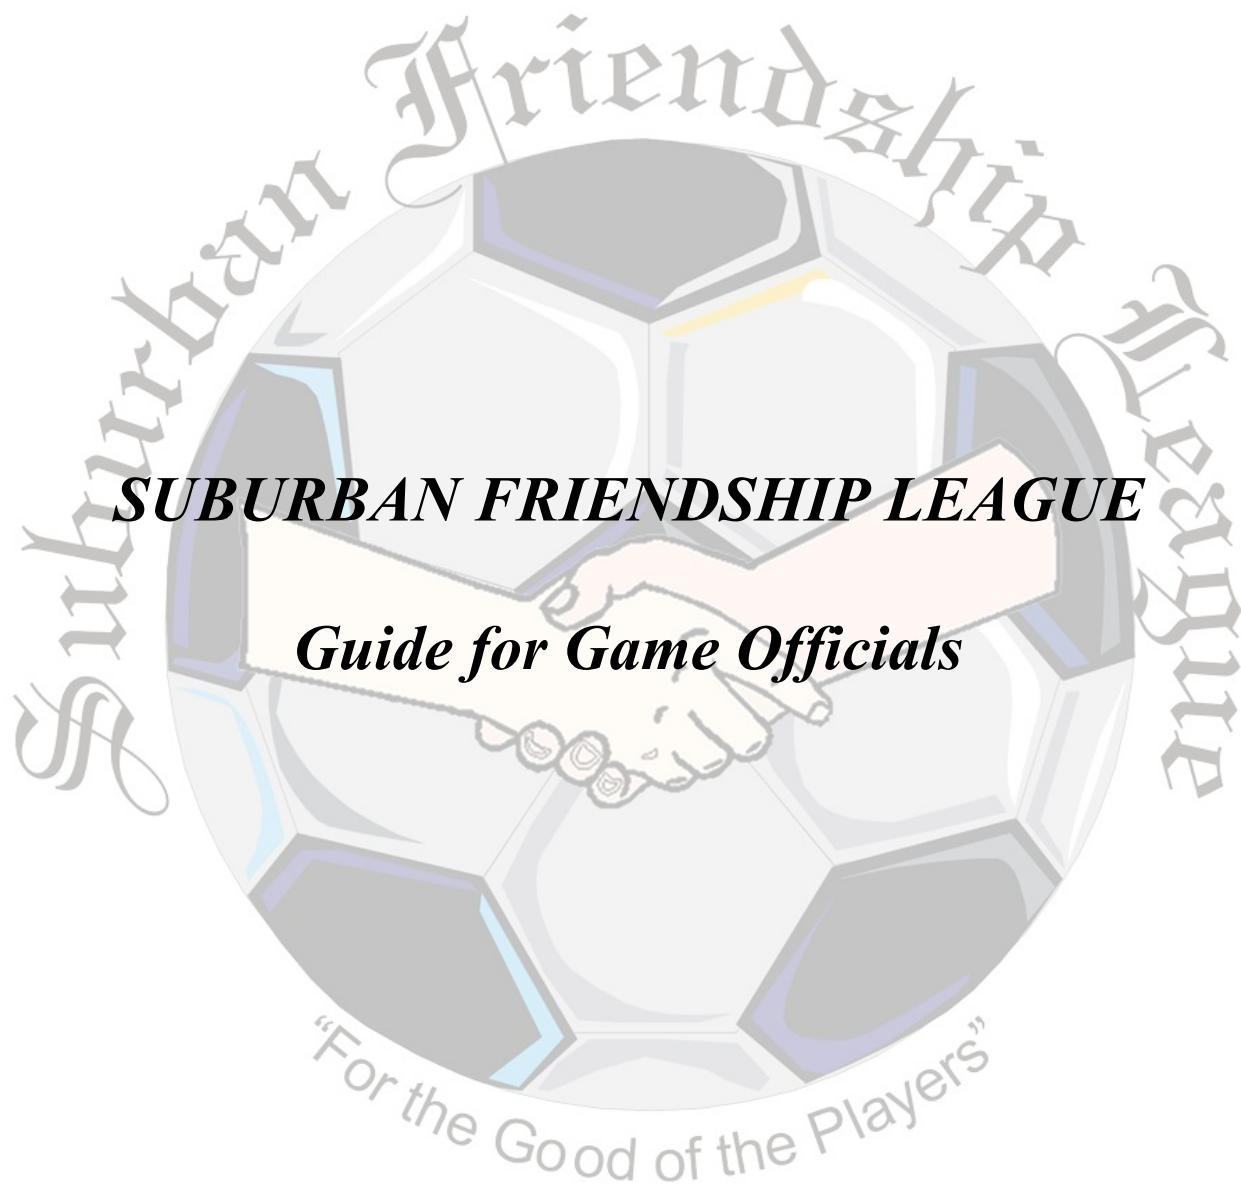 Suburban Friendship League
SUBURBAN FRIENDSHIP LEAGUE
Guide for Game Officials
“For the Good of the Players”